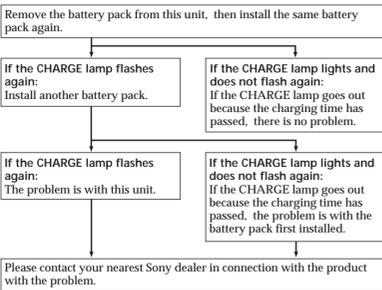 Remove the battery pack from this unit, then install the same battery
pack again.
If the CHARGE lamp flashes
again:
Install another battery pack.
If the CHARGE lamp lights and
does not flash again:
If the CHARGE lamp goes out
because the charging time has
passed, there is no problem.
If the CHARGE lamp flashes
again:
The problem is with this unit.
If the CHARGE lamp lights and
does not flash again:
If the CHARGE lamp goes out
because the charging time has
passed, the problem is with the
battery pack first installed.
Please contact your nearest Sony dealer in connection with the product
with the problem.